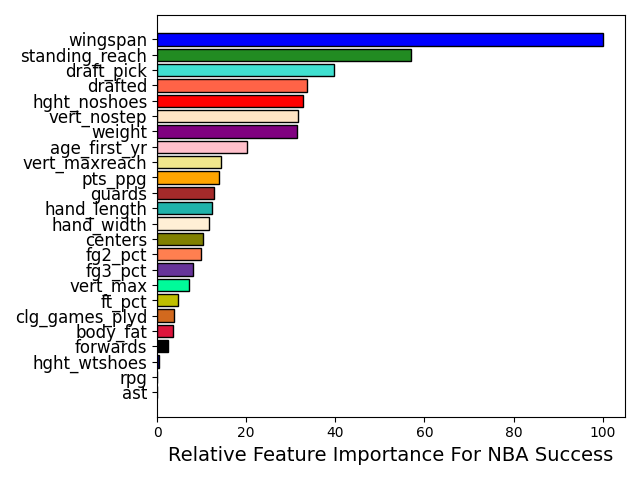 wingspan
standing_reach
draft_pick
drafted
hght_noshoes
vert_nostep
weight
age_first_yr
vert_maxreach
pts_ppg
guards
hand_length
hand_width
centers
fg2_pct
fg3_pct
vert_max
ft_pct
clg_games_plyd
body_fat
forwards
hght_wtshoes
rpg
ast
0 20 40 60 80 100
Relative Feature Importance For NBA Success